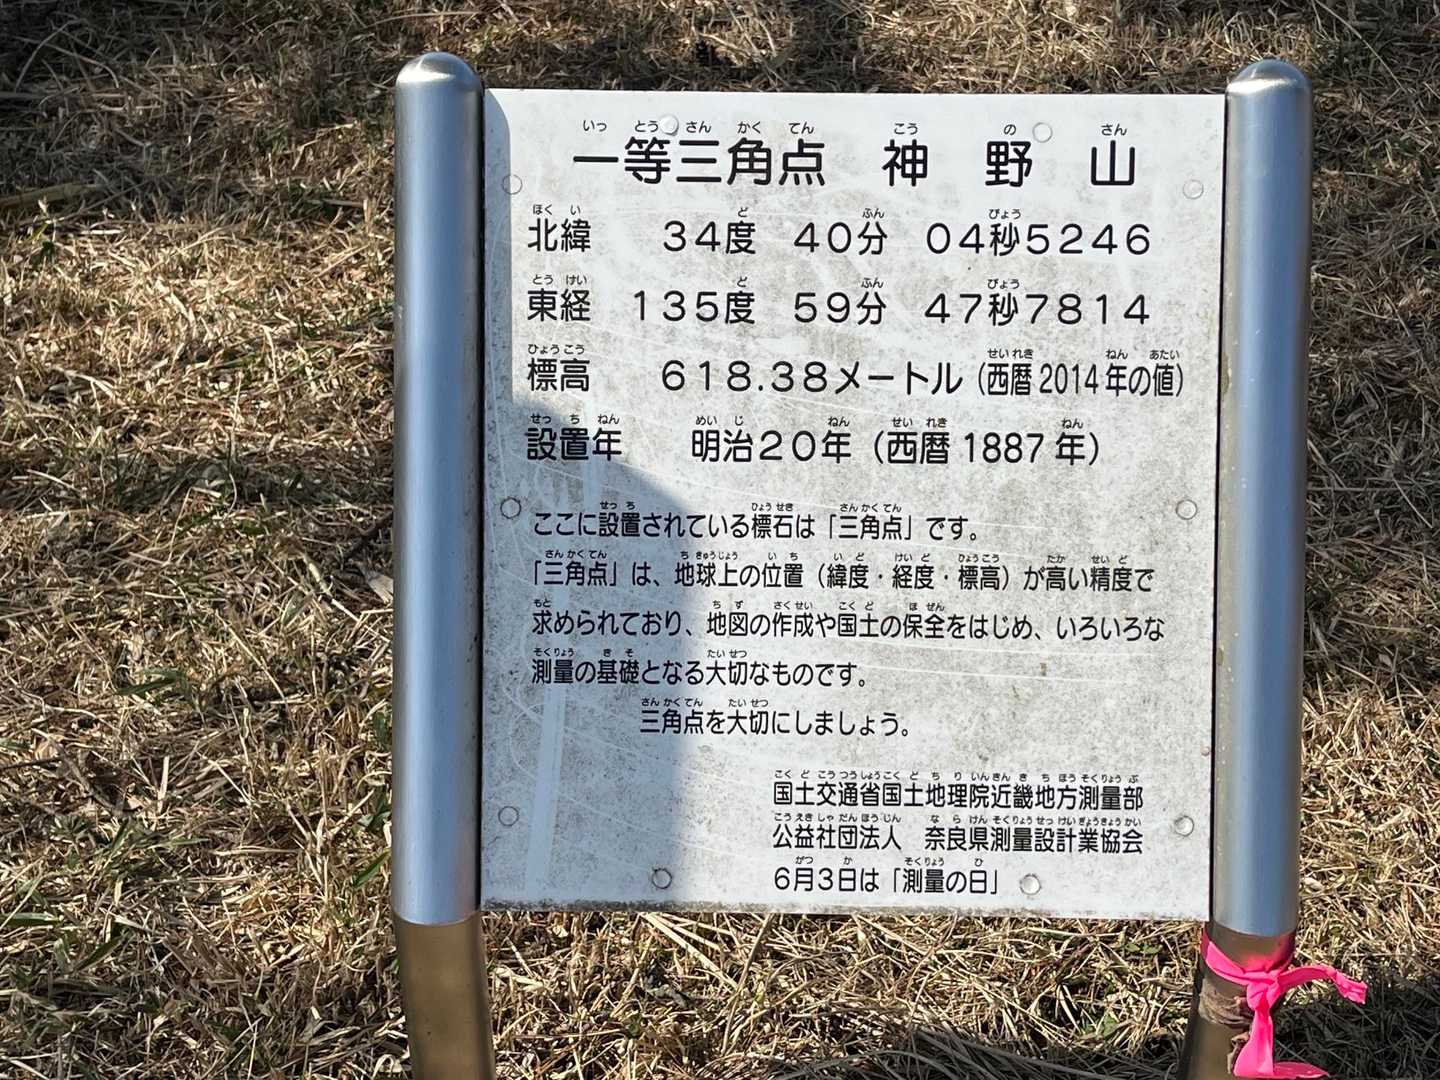 一等三角点 神野山
北緯 34度 40分 04秒5246
東経 135度 59分 47秒7814
標高 618.38メートル（西暦2014年の値）
設置年 明治20年（西暦1887年）
ここに設置されている標石は「三角点」です。
「三角点」は、地球上の位置（緯度・経度・標高）が高い精度で
求められており、地図の作成や国土の保全をはじめ、いろいろな
測量の基礎となる大切なものです。
三角点を大切にしましょう。
国土交通省国土地理院近畿地方測量部
公益社団法人 奈良県測量設計業協会
6月3日は「測量の日」